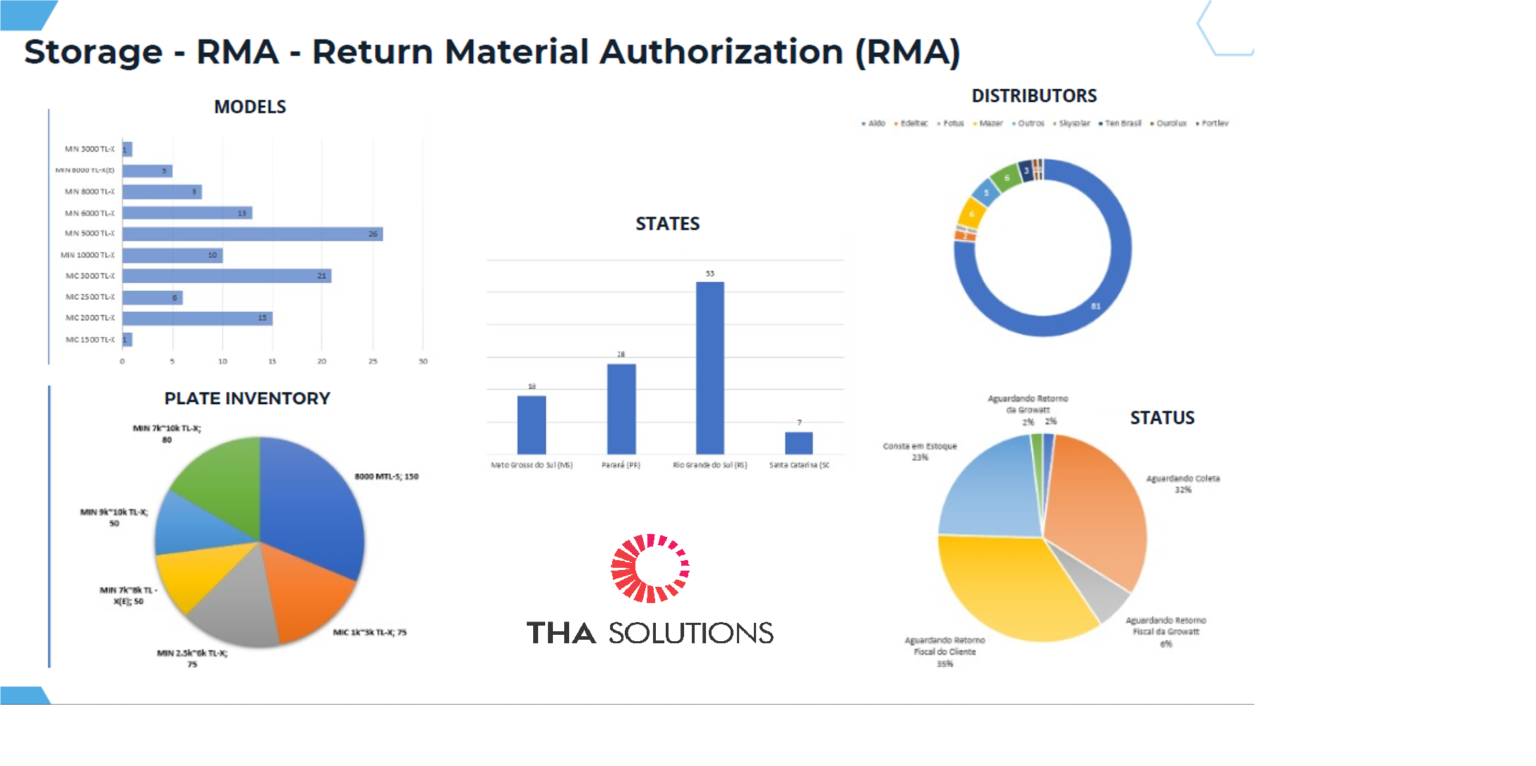 Storage - RMA - Return Material Authorization (RMA)
MODELS
MIN 3000 TL-X
1
MIN 8000 TL-X(E)
5
MIN 8000 TL-X
MIN 6000 TL-X
13
MIN 5000 TL-X
26
MIN 10000 TL-X
10
MIC 3000 TL-X
21
MIC 2500 TL-X
6
MIC 2000 TL-X
15
MIC 1500 TL-X
1
0 5 10 15 20 25 30
PLATE INVENTORY
MIN 7k~10k TL-X;
80
8000 MTL-S; 150
MIN 9k~10k TL-X;
50
MIN 7k~8k TL -
X(E); 50
MIC 1k~3k TL-X; 75
MIN 2.5k~6k TL-X;
75
STATES
18
28
53
7
Mato Grosso do Sul (MS) Paraná (PR) Rio Grande do Sul (RS) Santa Catarina (SC
THA SOLUTIONS
DISTRIBUTORS
Aldo Edeltec Fotus Mazer Outros Skysolar Ten Brasil Ourolux Fortlev
3
6
5
6
2
81
STATUS
Aguardando Retorno
da Growatt
2% 2%
Consta em Estoque
23%
Aguardando Coleta
32%
Aguardando Retorno
Fiscal da Growatt
6%
Aguardando Retorno
Fiscal do Cliente
35%